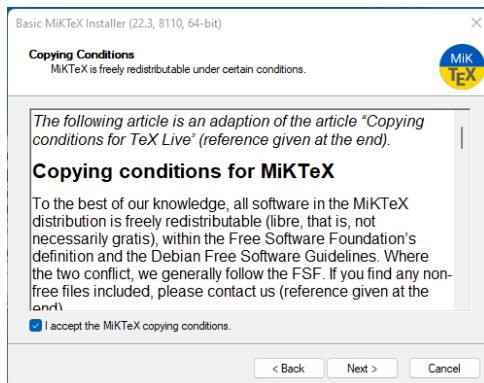 Basic MiKTeX Installer (22.3, 8110, 64-bit)
Copying Conditions
MiKTeX is freely redistributable under certain conditions.
MiK
TEX
The following article is an adaption of the article “Copying
conditions for TeX Live” (reference given at the end).
Copying conditions for MiKTeX
To the best of our knowledge, all software in the MiKTeX
distribution is freely redistributable (libre, that is, not
necessarily gratis), within the Free Software Foundation’s
definition and the Debian Free Software Guidelines. Where
the two conflict, we generally follow the FSF. If you find any non-
free files included, please contact us (reference given at the
end).
I accept the MiKTeX copying conditions.
< Back
Next >
Cancel